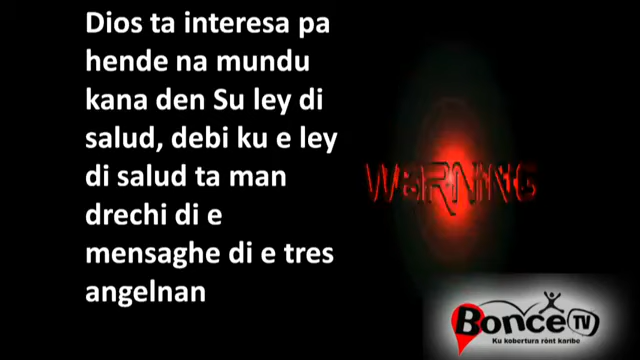 Dios ta interesa pa
hende na mundu
kana den Su ley di
salud, debi ku e ley
di salud ta man
drechi di e
mensaghe di e tres
angelnan
WARNING
Bonce TV
Ku kobertura rònt karibe